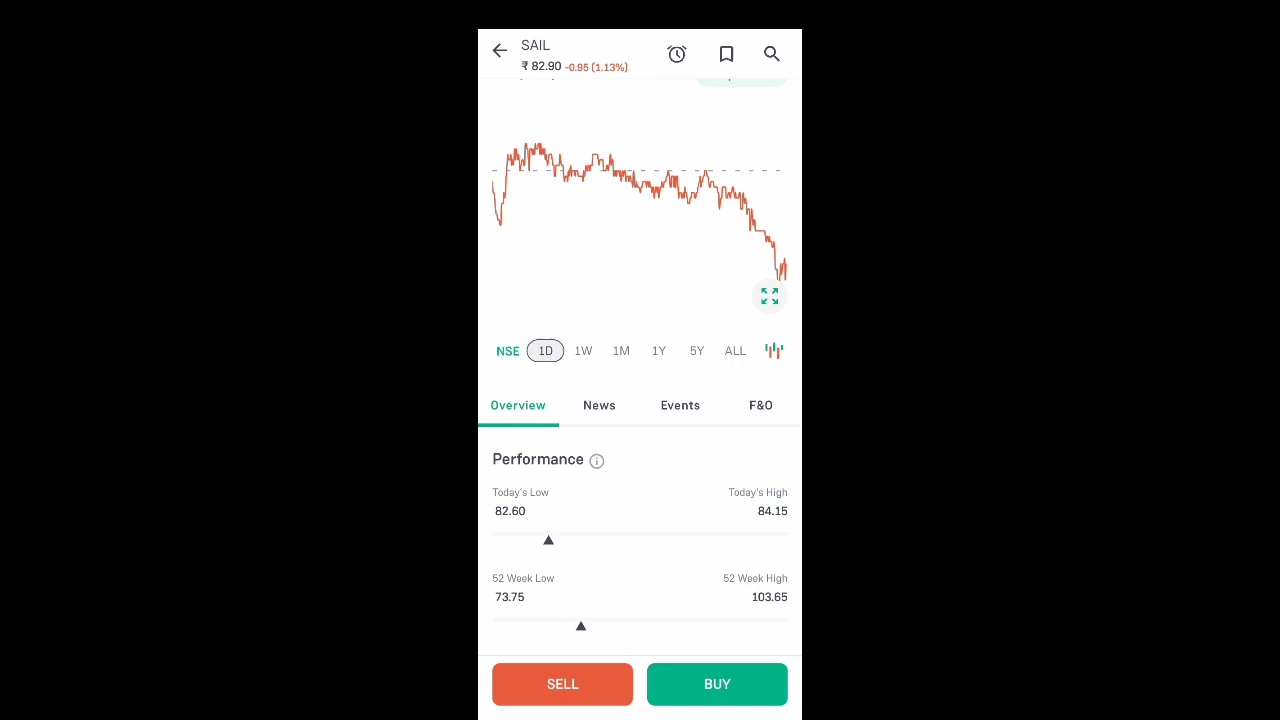 SAIL
₹ 82.90 -0.95 (1.13%)
NSE 1D 1W 1M 1Y 5Y ALL
Overview News Events F&O
Performance
Today's Low Today's High
82.60 84.15
52 Week Low 52 Week High
73.75 103.65
SELL BUY